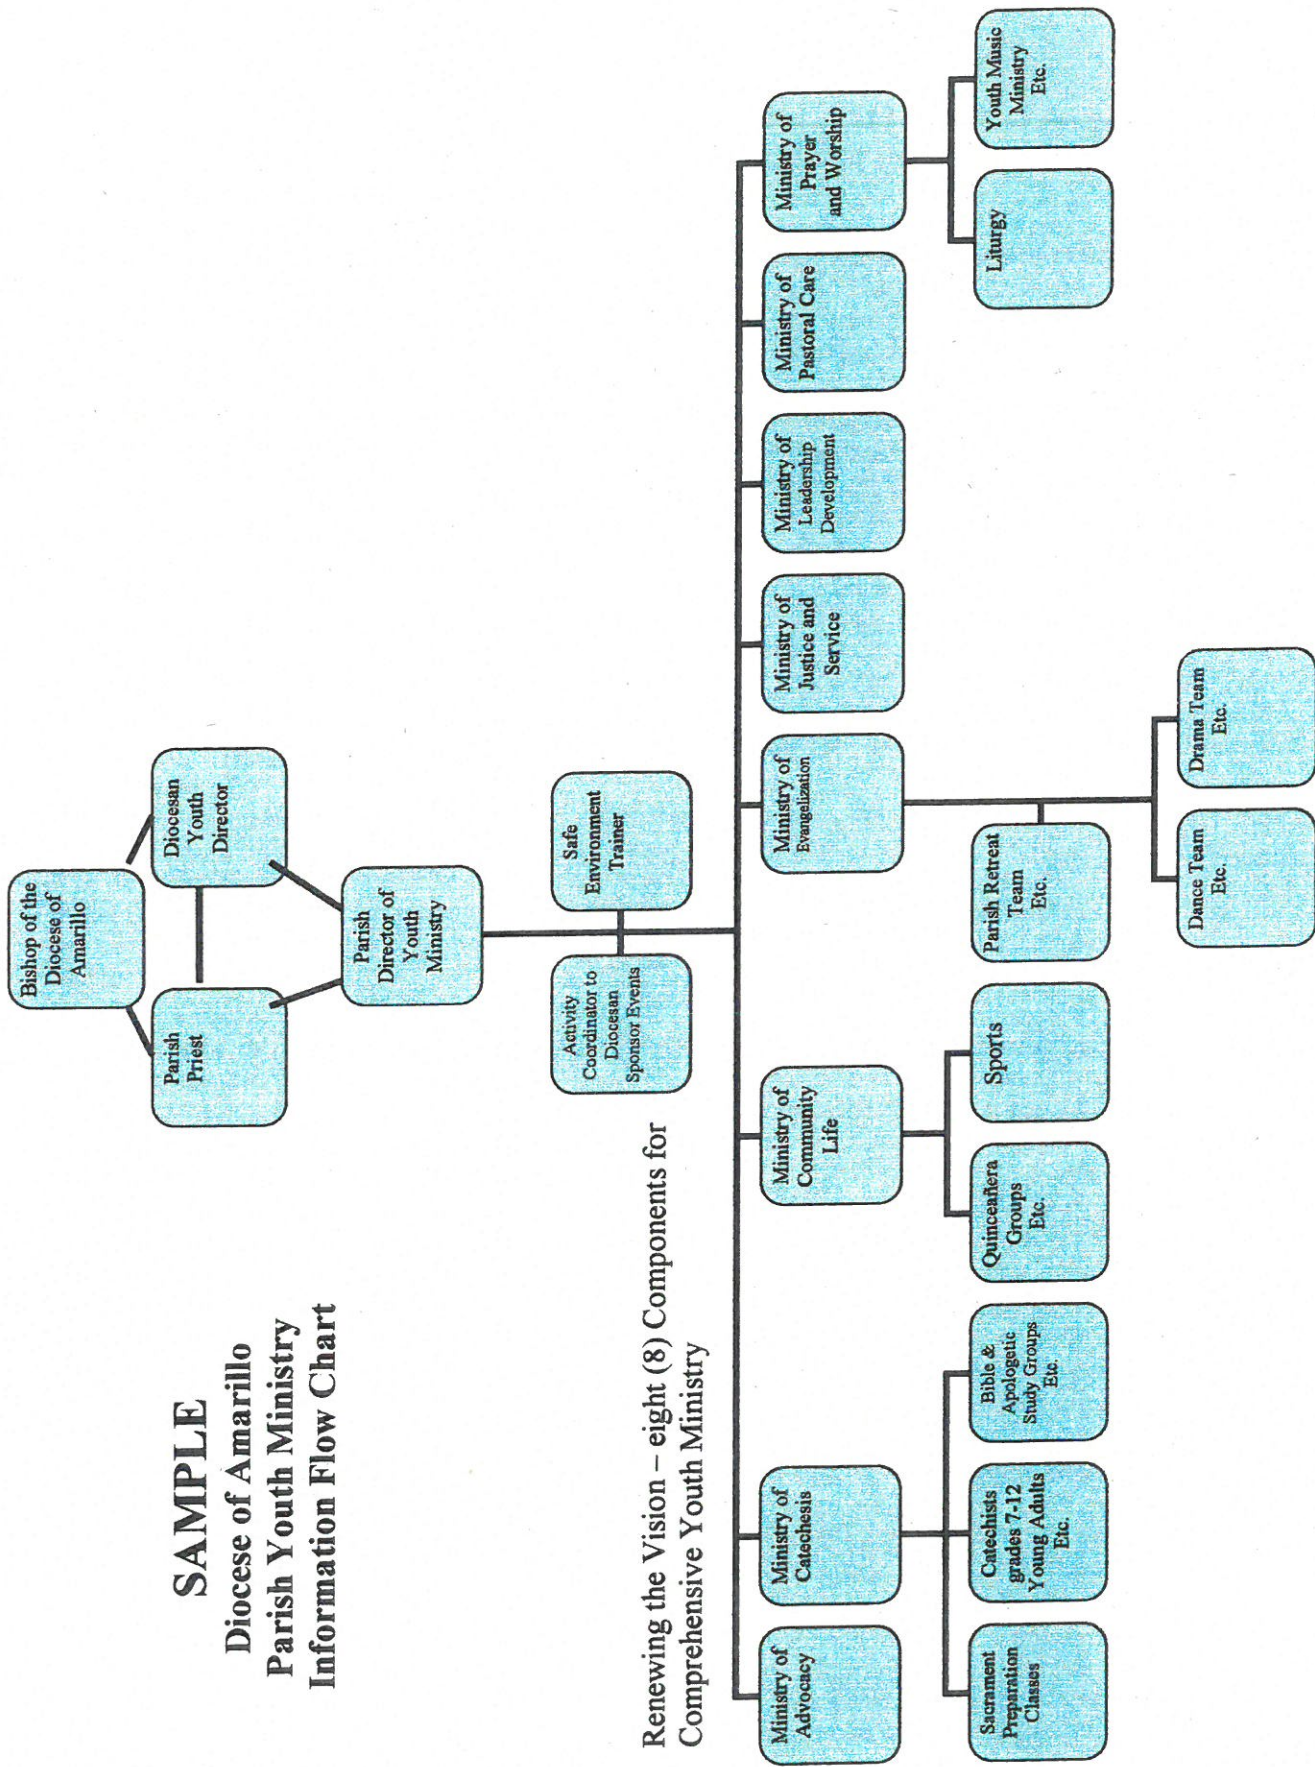 SAMPLE
Diocese of Amarillo
Parish Youth Ministry
Information Flow Chart
Bishop of the
Diocese of
Amarillo
Parish
Priest
Diocesan
Youth
Director
Parish
Director of
Youth
Ministry
Activity
Coordinator to
Diocesan
Sponsor Events
Safe
Environment
Trainer
Renewing the Vision – eight (8) Components for
Comprehensive Youth Ministry
Ministry of
Advocacy
Ministry of
Catechesis
Ministry of
Community
Life
Ministry of
Evangelization
Ministry of
Justice and
Service
Ministry of
Leadership
Development
Ministry of
Pastoral Care
Ministry of
Prayer
and Worship
Sacrament
Preparation
Classes
Catechists
grades 7-12
Young Adults
Etc.
Bible &
Apologetic
Study Groups
Etc.
Quinceañera
Groups
Etc.
Sports
Parish Retreat
Team
Etc.
Liturgy
Youth Music
Ministry
Etc.
Dance Team
Etc.
Drama Team
Etc.